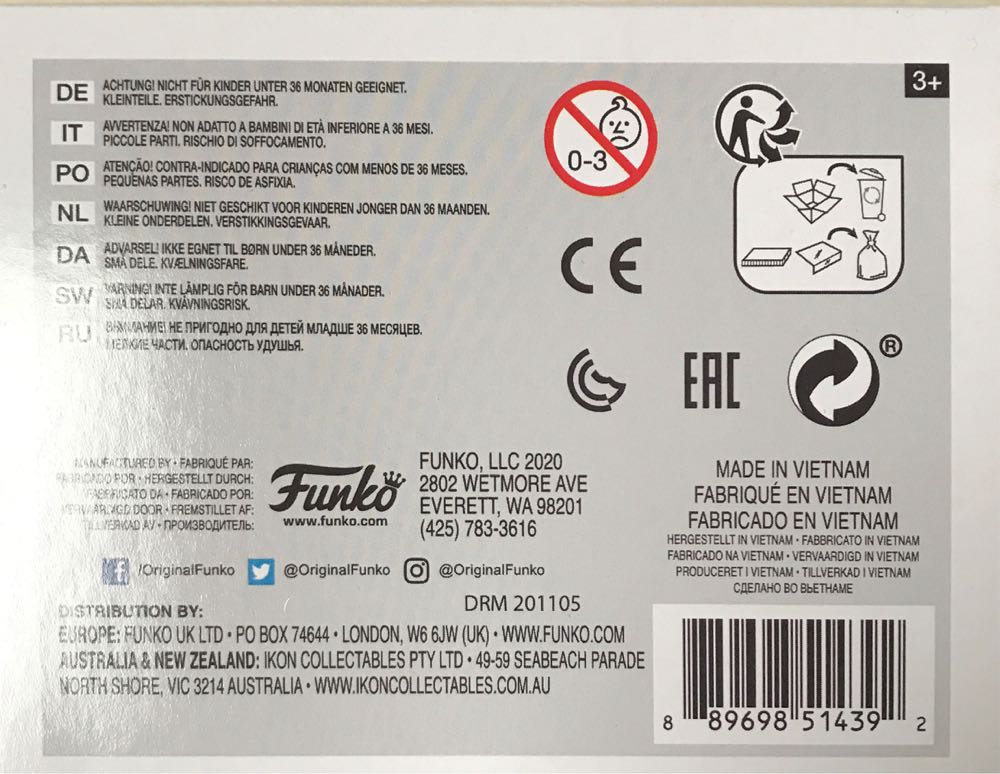 3+
DE ACHTUNG! NICHT FÜR KINDER UNTER 36 MONATEN GEEIGNET.
KLEINTEILE. ERSTICKUNGSGEFAHR.
IT AVVERTENZA! NON ADATTO A BAMBINI DI ETÀ INFERIORE A 36 MESI.
PICCOLE PARTI. RISCHIO DI SOFFOCAMENTO.
PO ATENÇÃO! CONTRA-INDICADO PARA CRIANÇAS COM MENOS DE 36 MESES.
PEQUENAS PARTES. RISCO DE ASFIXIA.
NL WAARSCHUWING! NIET GESCHIKT VOOR KINDEREN JONGER DAN 36 MAANDEN.
KLEINE ONDERDELEN. VERSTIKKINGSGEVAAR.
DA ADVARSEL! IKKE EGNET TIL BØRN UNDER 36 MÅNEDER.
SMÅ DELE. KVÆLNINGSFARE.
SW VARNING! INTE LÄMPLIG FÖR BARN UNDER 36 MÅNADER.
SMÅ DELAR. KVÄVNINGSRISK.
RU ВНИМАНИЕ! НЕ ПРИГОДНО ДЛЯ ДЕТЕЙ МЛАДШЕ 36 МЕСЯЦЕВ.
МЕЛКИЕ ЧАСТИ. ОПАСНОСТЬ УДУШЬЯ.
0-3
CE
EAC
®
MANUFACTURED BY • FABRIQUÉ PAR:
FABRICADO POR • HERGESTELLT DURCH:
FABBRICATO DA • FABRICADO POR:
VERVAARDIGD DOOR • FREMSTILLET AF:
TILLVERKAD AV • ПРОИЗВОДИТЕЛЬ:
Funko
www.funko.com
FUNKO, LLC 2020
2802 WETMORE AVE
EVERETT, WA 98201
(425) 783-3616
/OriginalFunko @OriginalFunko @OriginalFunko
DRM 201105
DISTRIBUTION BY:
EUROPE: FUNKO UK LTD • PO BOX 74644 • LONDON, W6 6JW (UK) • WWW.FUNKO.COM
AUSTRALIA & NEW ZEALAND: IKON COLLECTABLES PTY LTD • 49-59 SEABEACH PARADE
NORTH SHORE, VIC 3214 AUSTRALIA • WWW.IKONCOLLECTABLES.COM.AU
MADE IN VIETNAM
FABRIQUÉ EN VIETNAM
FABRICADO EN VIETNAM
HERGESTELLT IN VIETNAM • FABBRICATO IN VIETNAM
FABRICADO NA VIETNAM • VERVAARDIGD IN VIETNAM
PRODUCERET I VIETNAM • TILLVERKAD I VIETNAM
СДЕЛАНО ВО ВЬЕТНАМЕ
8 89698 51439 2